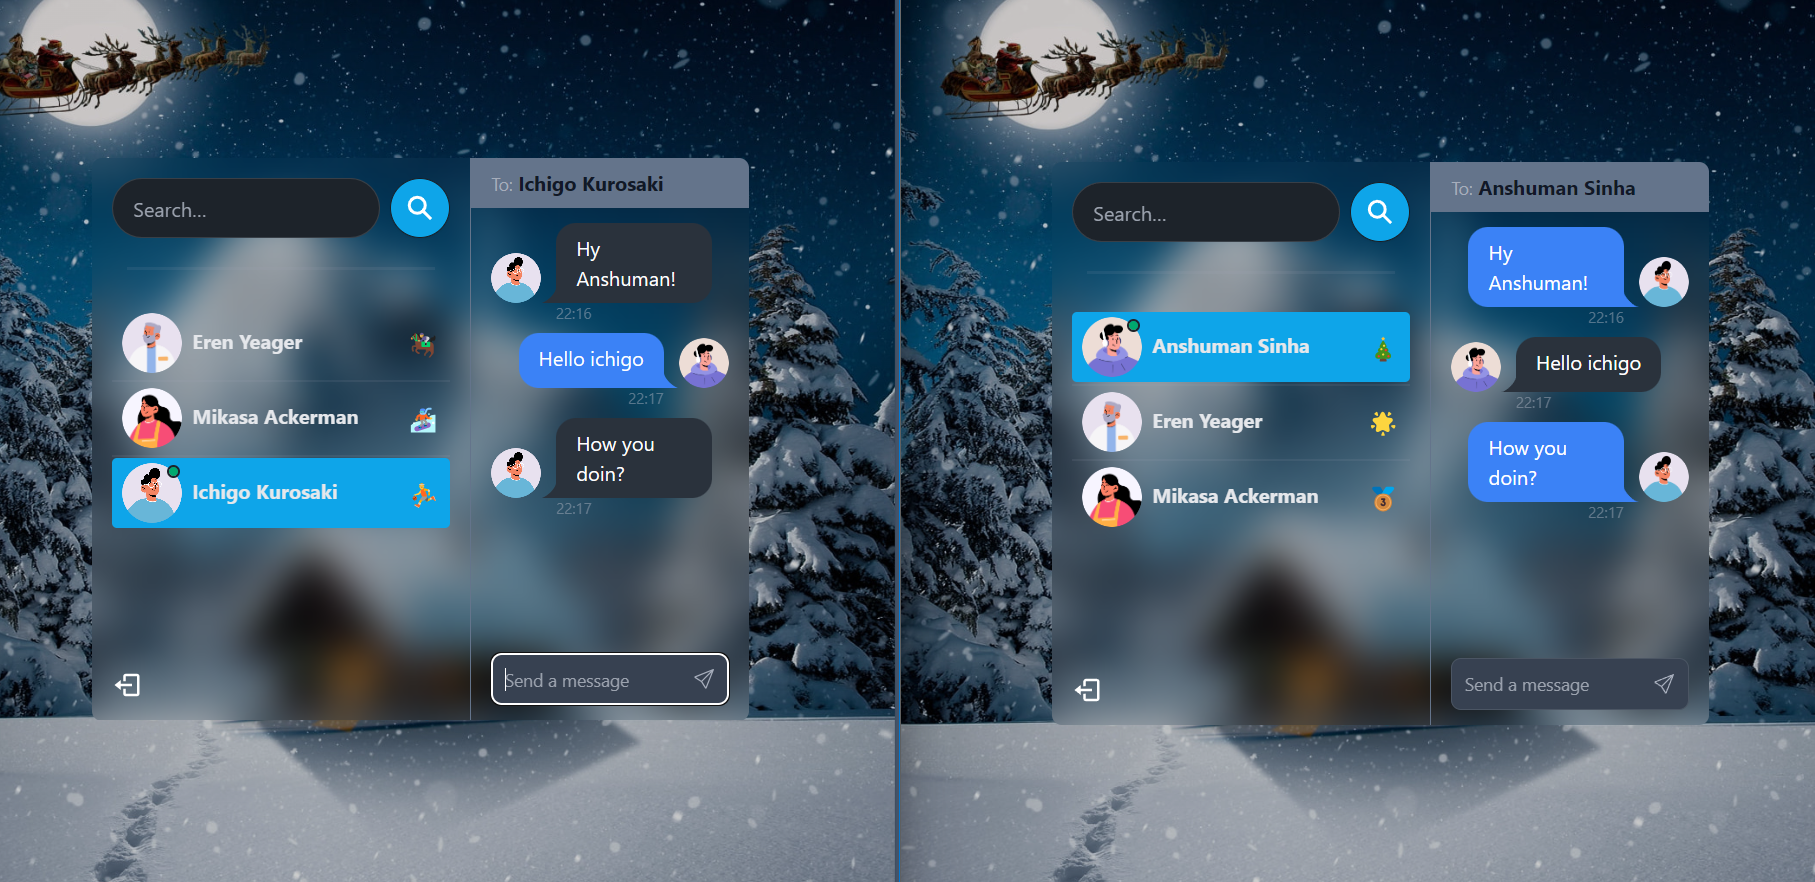 Search...
Eren Yeager
Mikasa Ackerman
Ichigo Kurosaki
To: Ichigo Kurosaki
Hy
Anshuman!
22:16
Hello ichigo
22:17
How you
doin?
22:17
Send a message
Search...
Anshuman Sinha
Eren Yeager
Mikasa Ackerman
3
To: Anshuman Sinha
Hy
Anshuman!
22:16
Hello ichigo
22:17
How you
doin?
22:17
Send a message